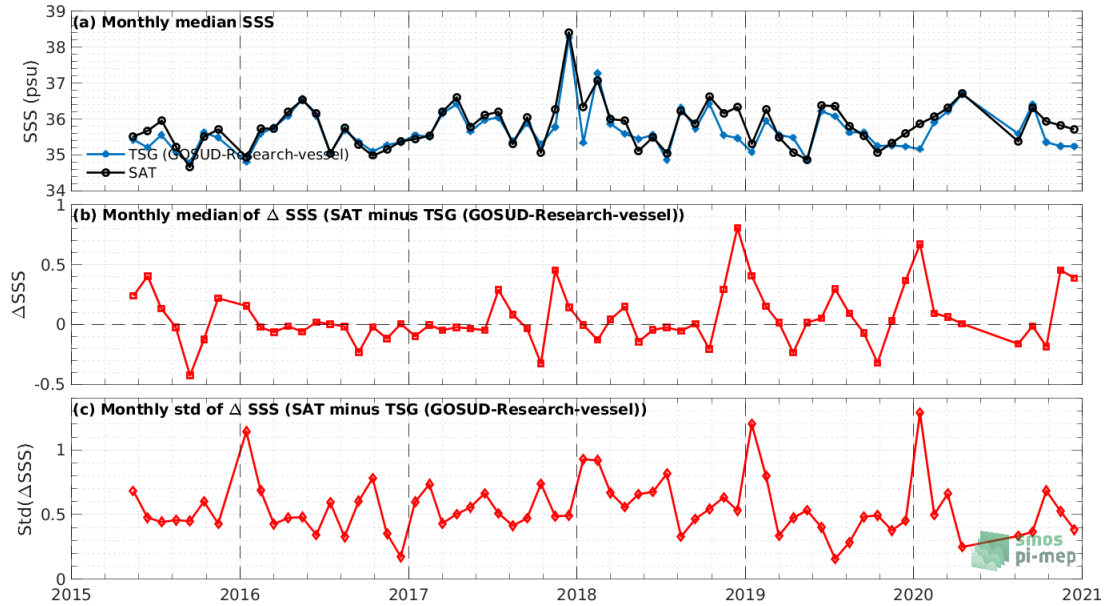 39
(a) Monthly median SSS
38
37
36
35
34
SSS (psu)
TSG (GOSUD-Research-vessel)
SAT
1
(b) Monthly median of Δ SSS (SAT minus TSG (GOSUD-Research-vessel))
0.5
0
-0.5
ΔSSS
(c) Monthly std of Δ SSS (SAT minus TSG (GOSUD-Research-vessel))
1
0.5
0
Std(ΔSSS)
smos
pi-mep
2015 2016 2017 2018 2019 2020 2021